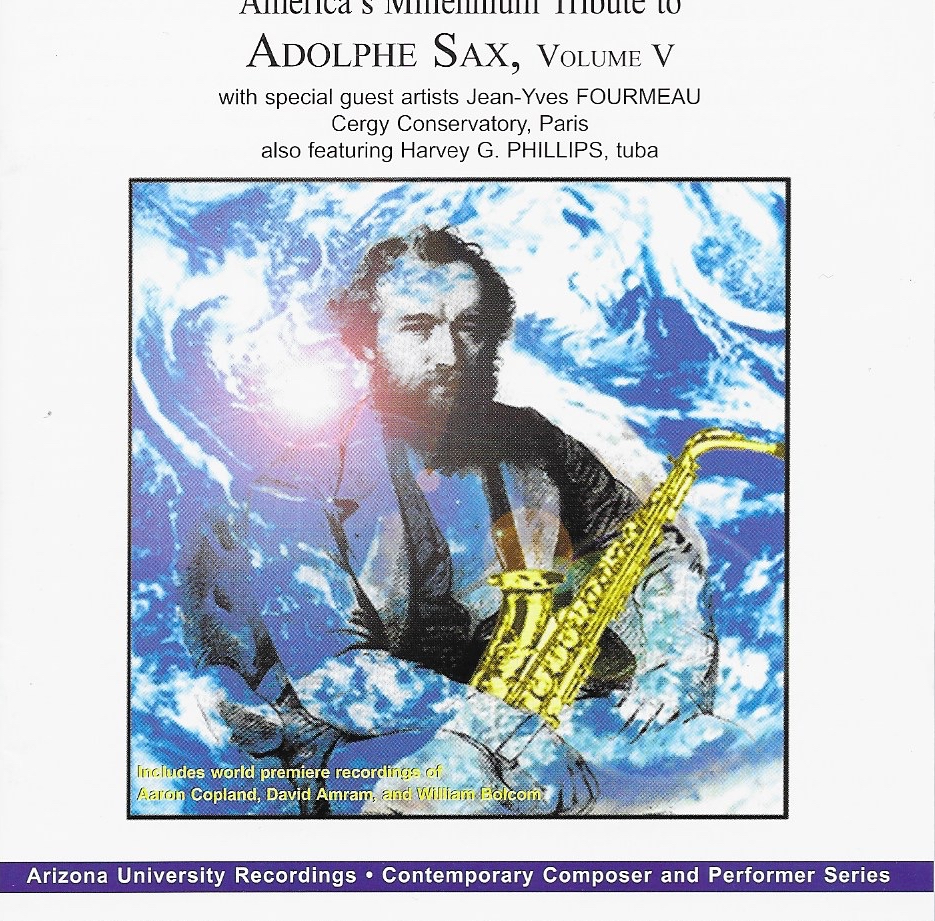 America's Millennium Tribute to
ADOLPHE SAX, VOLUME V
with special guest artists Jean-Yves FOURMEAU
Cergy Conservatory, Paris
also featuring Harvey G. PHILLIPS, tuba
Includes world premiere recordings of
Aaron Copland, David Amram, and William Bolcom
Arizona University Recordings • Contemporary Composer and Performer Series